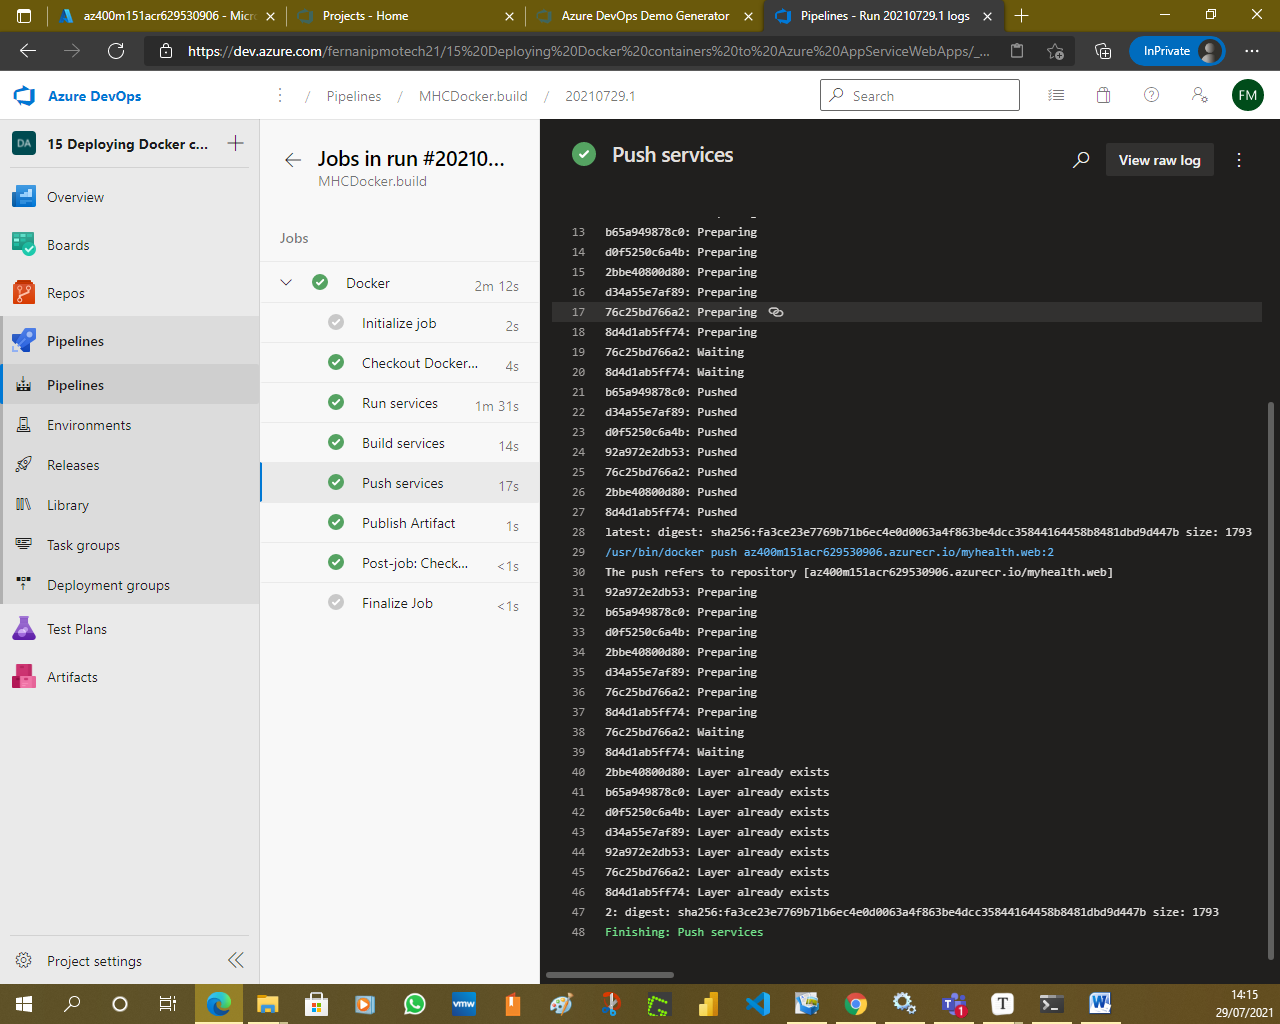 az400m151acr629530906 - Micr
Projects - Home
Azure DevOps Demo Generator
Pipelines - Run 20210729.1 logs
https://dev.azure.com/fernanipmotech21/15%20Deploying%20Docker%20containers%20to%20Azure%20AppServiceWebApps/_...
InPrivate
Azure DevOps
/ Pipelines / MHCDocker.build / 20210729.1
Search
FM
DA
15 Deploying Docker c...
Overview
Boards
Repos
Pipelines
Pipelines
Environments
Releases
Library
Task groups
Deployment groups
Test Plans
Artifacts
Project settings
Jobs in run #20210...
MHCDocker.build
Jobs
Docker 2m 12s
Initialize job 2s
Checkout Docker... 4s
Run services 1m 31s
Build services 14s
Push services 17s
Publish Artifact 1s
Post-job: Check... <1s
Finalize Job <1s
Push services
View raw log
13 b65a949878c0: Preparing
14 d0f5250c6a4b: Preparing
15 2bbe40800d80: Preparing
16 d34a55e7af89: Preparing
17 76c25bd766a2: Preparing
18 8d4d1ab5ff74: Preparing
19 76c25bd766a2: Waiting
20 8d4d1ab5ff74: Waiting
21 b65a949878c0: Pushed
22 d34a55e7af89: Pushed
23 d0f5250c6a4b: Pushed
24 92a972e2db53: Pushed
25 76c25bd766a2: Pushed
26 2bbe40800d80: Pushed
27 8d4d1ab5ff74: Pushed
28 latest: digest: sha256:fa3ce23e7769b71b6ec4e0d0063a4f863be4dcc35844164458b8481dbd9d447b size: 1793
29 /usr/bin/docker push az400m151acr629530906.azurecr.io/myhealth.web:2
30 The push refers to repository [az400m151acr629530906.azurecr.io/myhealth.web]
31 92a972e2db53: Preparing
32 b65a949878c0: Preparing
33 d0f5250c6a4b: Preparing
34 2bbe40800d80: Preparing
35 d34a55e7af89: Preparing
36 76c25bd766a2: Preparing
37 8d4d1ab5ff74: Preparing
38 76c25bd766a2: Waiting
39 8d4d1ab5ff74: Waiting
40 2bbe40800d80: Layer already exists
41 b65a949878c0: Layer already exists
42 d0f5250c6a4b: Layer already exists
43 d34a55e7af89: Layer already exists
44 92a972e2db53: Layer already exists
45 76c25bd766a2: Layer already exists
46 8d4d1ab5ff74: Layer already exists
47 2: digest: sha256:fa3ce23e7769b71b6ec4e0d0063a4f863be4dcc35844164458b8481dbd9d447b size: 1793
48 Finishing: Push services
vmw
1
T
14:15
29/07/2021